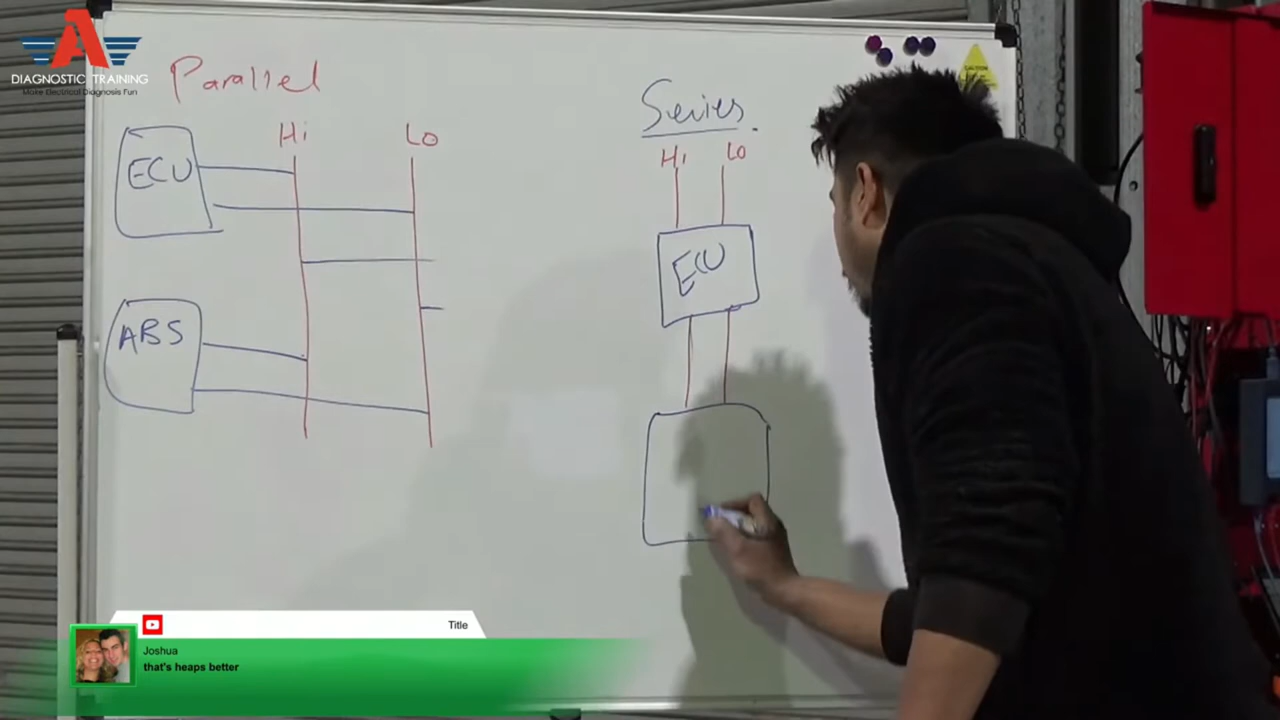 A
DIAGNOSTIC TRAINING
Make Electrical Diagnosis Fun
Parallel
Hi
Lo
ECU
ABS
Series.
Hi
Lo
ECU
CAUTION
Title
Joshua
that's heaps better